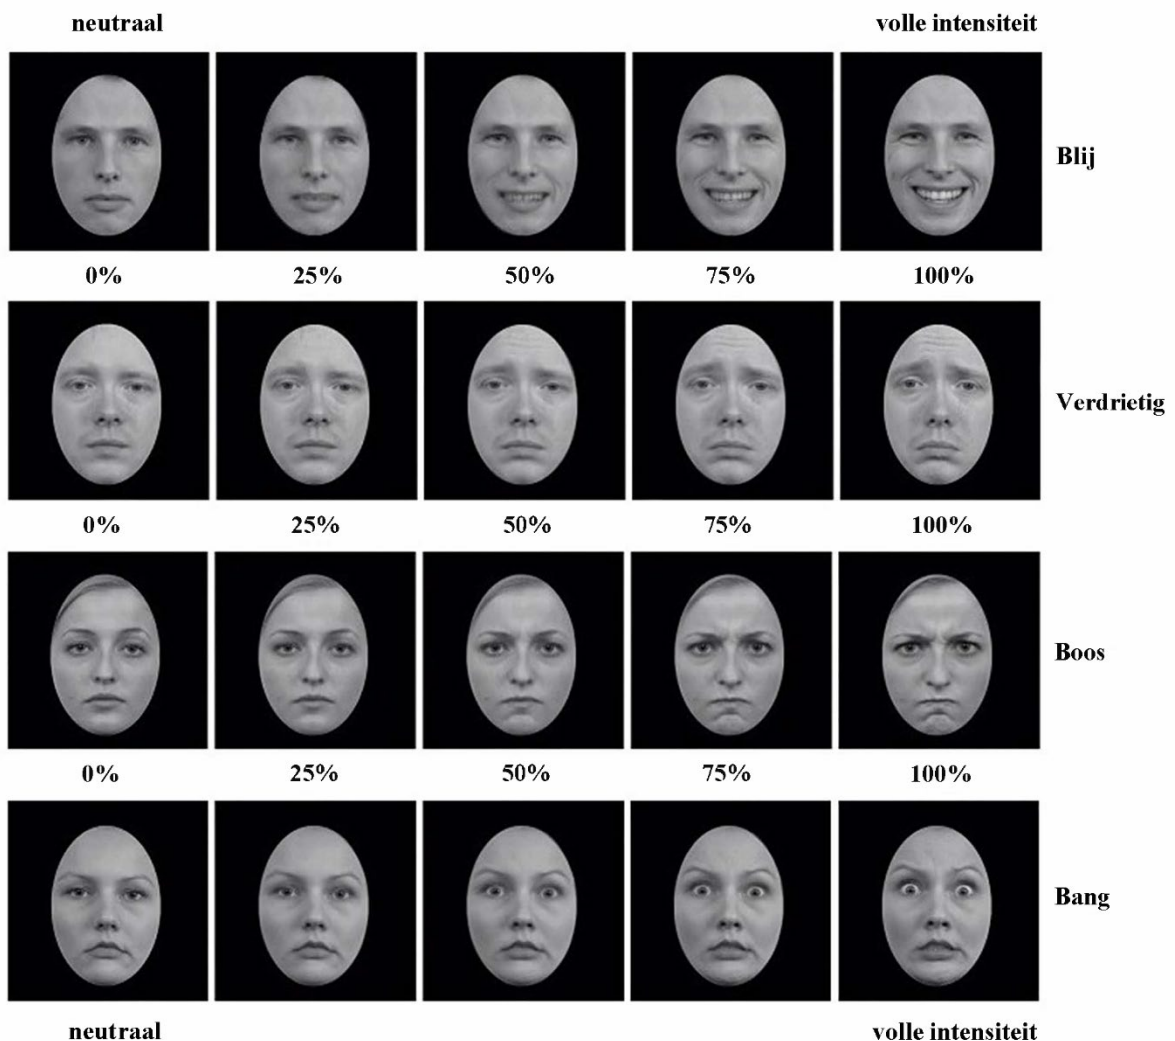 neutraal volle intensiteit
Blij
0% 25% 50% 75% 100%
Verdrietig
0% 25% 50% 75% 100%
Boos
0% 25% 50% 75% 100%
Bang
neutraal volle intensiteit